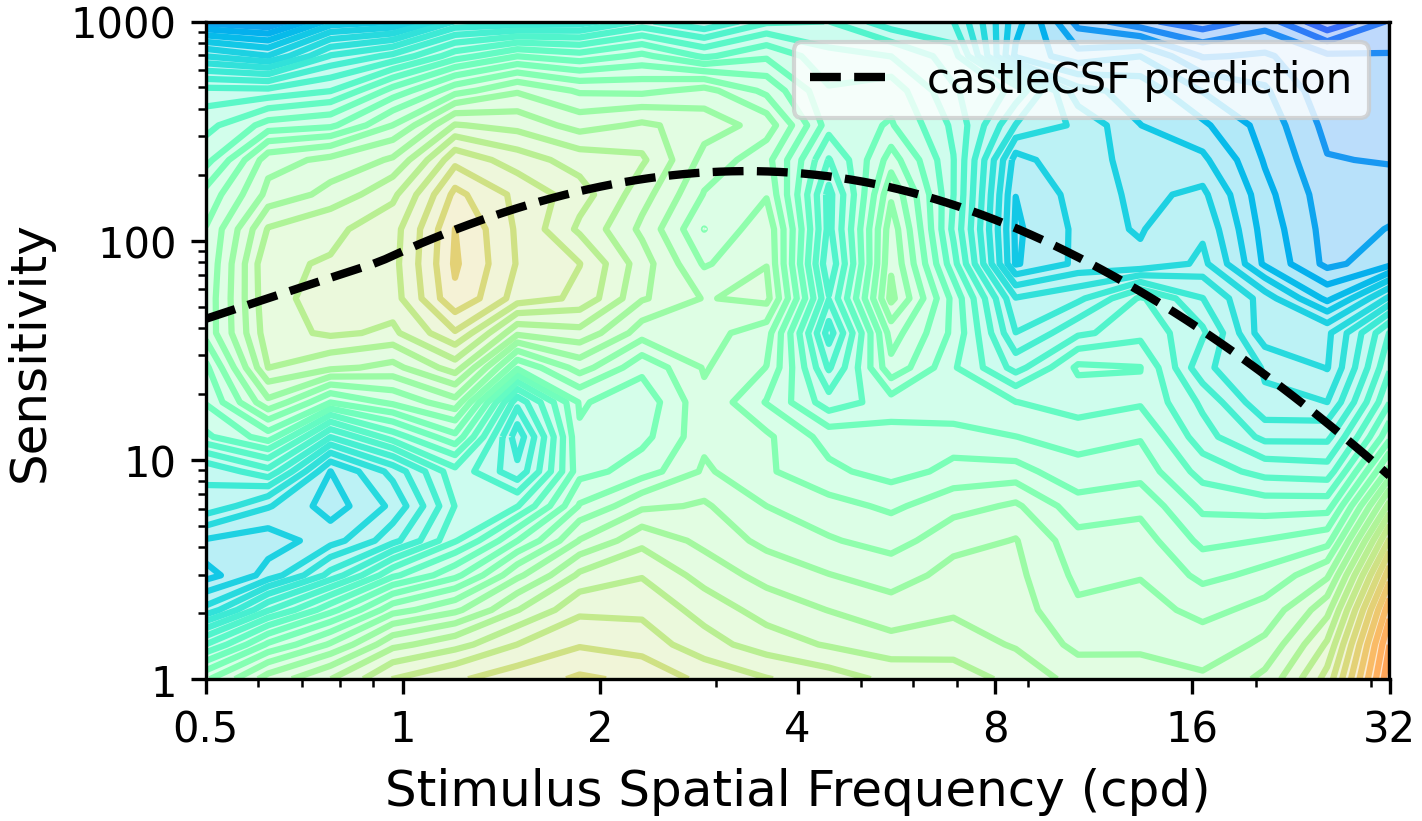 1000
100
10
1
Sensitivity
castleCSF prediction
0.5 1 2 4 8 16 32
Stimulus Spatial Frequency (cpd)